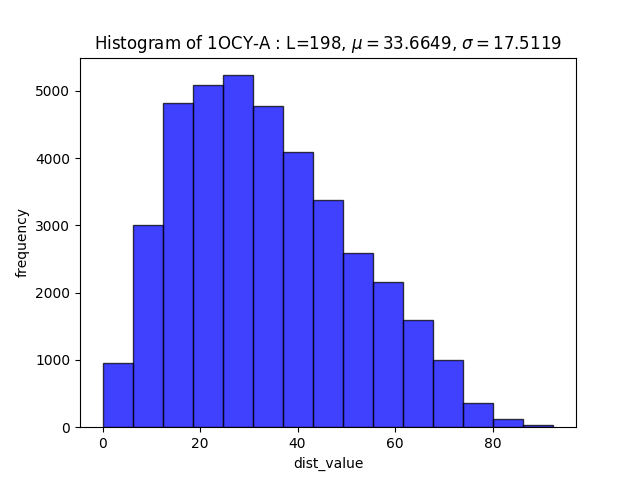 Histogram of 1OCY-A : L=198, μ = 33.6649, σ = 17.5119
frequency
5000
4000
3000
2000
1000
0
0 20 40 60 80
dist_value